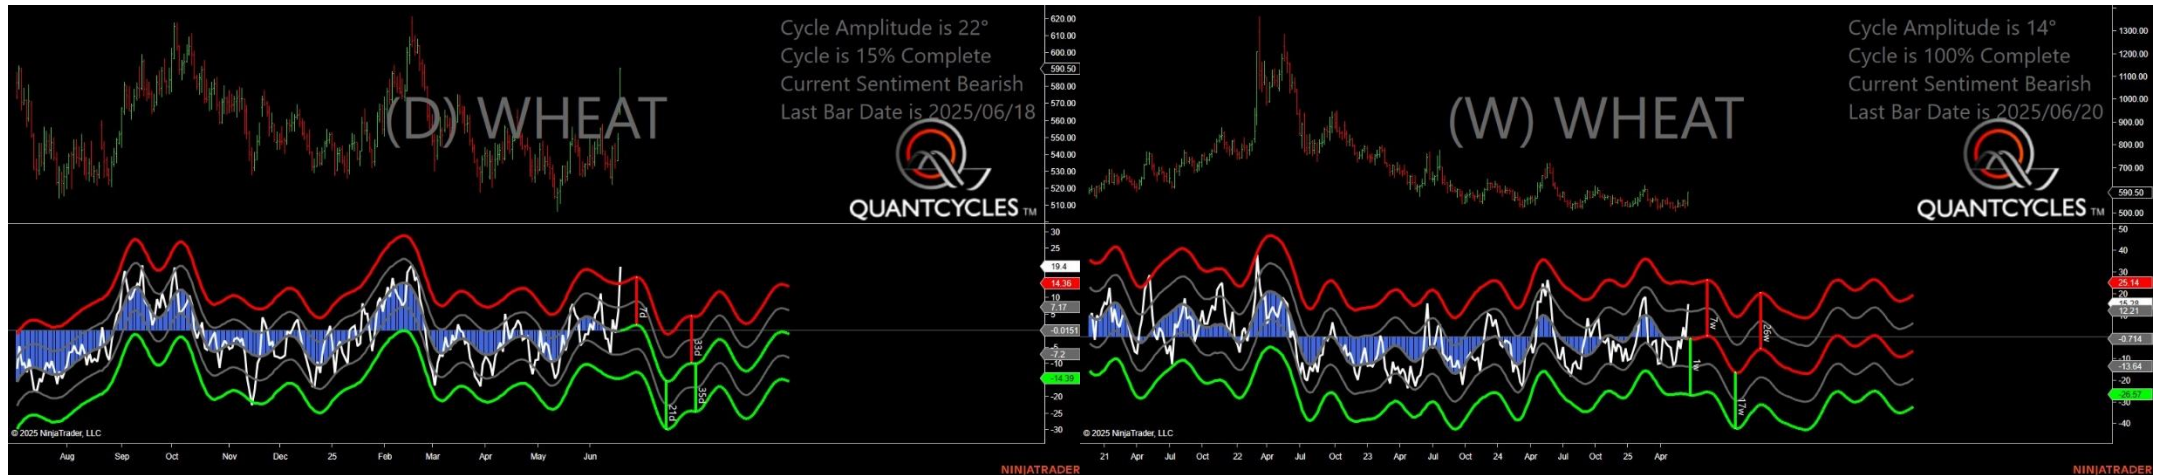 Cycle Amplitude is 22°
Cycle is 15% Complete
Current Sentiment Bearish
Last Bar Date is 2025/06/18
(D) WHEAT
QUANTCYCLES TM
620.00
610.00
600.00
590.50
580.00
570.00
560.00
550.00
540.00
530.00
520.00
510.00
30
25
19.4
14.36
10
7.17
-0.0151
-5
-7.2
-10
-14.39
-20
-25
-30
7d
33d
21d
35d
© 2025 NinjaTrader, LLC
Aug Sep Oct Nov Dec 25 Feb Mar Apr May Jun
NINJATRADER
Cycle Amplitude is 14°
Cycle is 100% Complete
Current Sentiment Bearish
Last Bar Date is 2025/06/20
(W) WHEAT
QUANTCYCLES TM
1300.00
1200.00
1100.00
1000.00
900.00
800.00
700.00
590.50
500.00
50
40
30
25.14
20
15.28
12.21
-0.714
-10
-13.64
-20
-26.57
-30
-40
7w
26w
1w
17w
© 2025 NinjaTrader, LLC
21 Apr Jul Oct 22 Apr Jul Oct 23 Apr Jul Oct 24 Apr Jul Oct 25 Apr
NINJATRADER